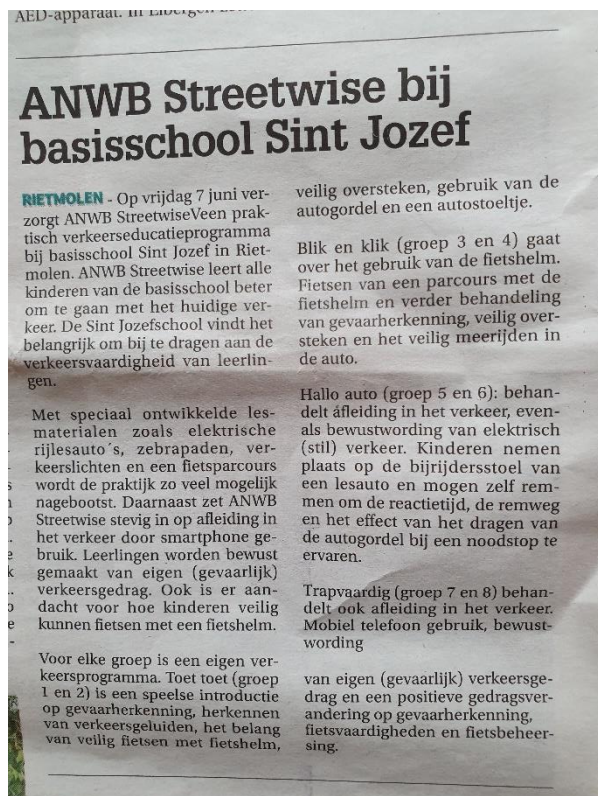 AED-apparaat. In Eibergen
ANWB Streetwise bij
basisschool Sint Jozef
RIETMOLEN - Op vrijdag 7 juni ver-
zorgt ANWB StreetwiseVeen prak-
tisch verkeerseducatieprogramma
bij basisschool Sint Jozef in Riet-
molen. ANWB Streetwise leert alle
kinderen van de basisschool beter
om te gaan met het huidige ver-
keer. De Sint Jozefschool vindt het
belangrijk om bij te dragen aan de
verkeersvaardigheid van leerlin-
gen.
Met speciaal ontwikkelde les-
materialen zoals elektrische
rijlesauto´s, zebrapaden, ver-
keerslichten en een fietsparcours
wordt de praktijk zo veel mogelijk
nagebootst. Daarnaast zet ANWB
Streetwise stevig in op afleiding in
het verkeer door smartphone ge-
bruik. Leerlingen worden bewust
gemaakt van eigen (gevaarlijk)
verkeersgedrag. Ook is er aan-
dacht voor hoe kinderen veilig
kunnen fietsen met een fietshelm.
Voor elke groep is een eigen ver-
keersprogramma. Toet toet (groep
1 en 2) is een speelse introductie
op gevaarherkenning, herkennen
van verkeersgeluiden, het belang
van veilig fietsen met fietshelm,
veilig oversteken, gebruik van de
autogordel en een autostoeltje.
Blik en klik (groep 3 en 4) gaat
over het gebruik van de fietshelm.
Fietsen van een parcours met de
fietshelm en verder behandeling
van gevaarherkenning, veilig over-
steken en het veilig meerijden in
de auto.
Hallo auto (groep 5 en 6): behan-
delt áfleiding in het verkeer, even-
als bewustwording van elektrisch
(stil) verkeer. Kinderen nemen
plaats op de bijrijdersstoel van
een lesauto en mogen zelf rem-
men om de reactietijd, de remweg
en het effect van het dragen van
de autogordel bij een noodstop te
ervaren.
Trapvaardig (groep 7 en 8) behan-
delt ook afleiding in het verkeer.
Mobiel telefoon gebruik, bewust-
wording
van eigen (gevaarlijk) verkeersge-
drag en een positieve gedragsver-
andering op gevaarherkenning,
fietsvaardigheden en fietsbeheer-
sing.